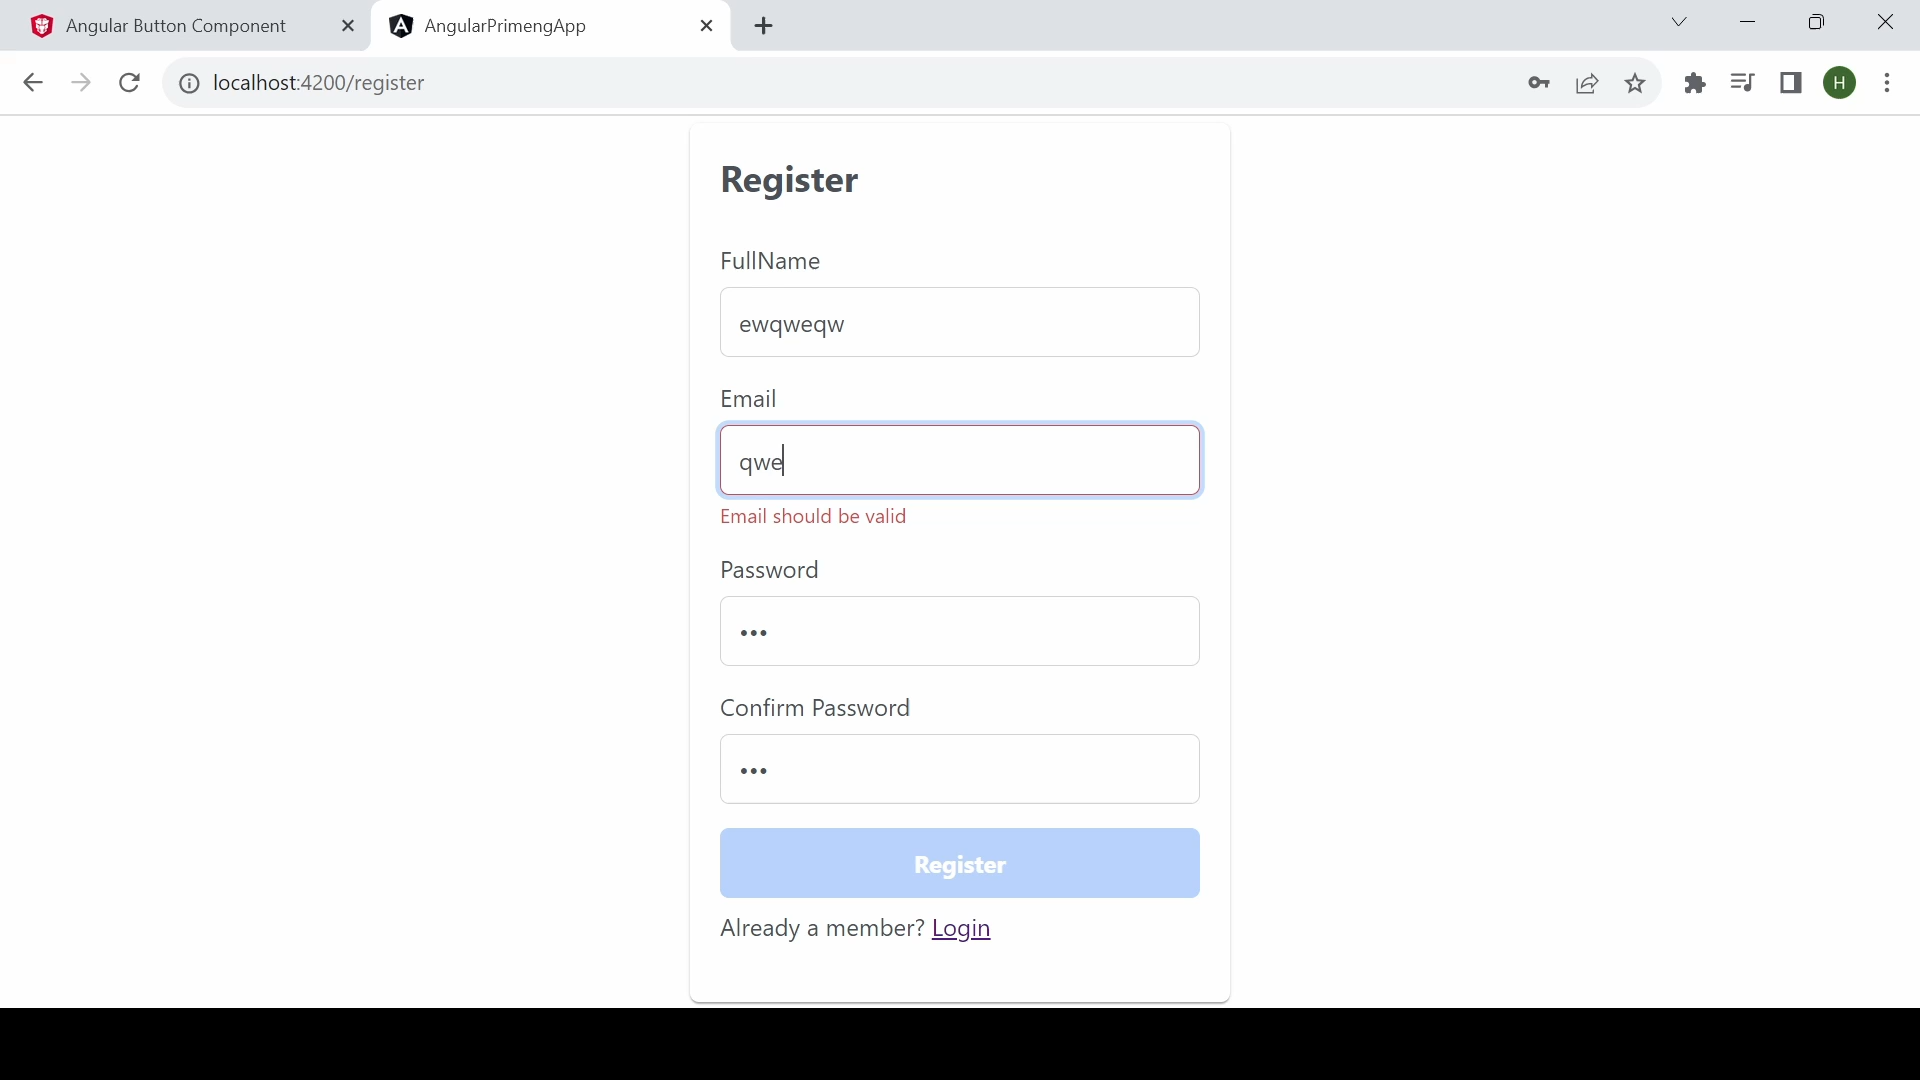 Angular Button Component
AngularPrimengApp
localhost:4200/register
H
Register
FullName
ewqweqw
Email
qwe
Email should be valid
Password
•••
Confirm Password
•••
Register
Already a member? Login